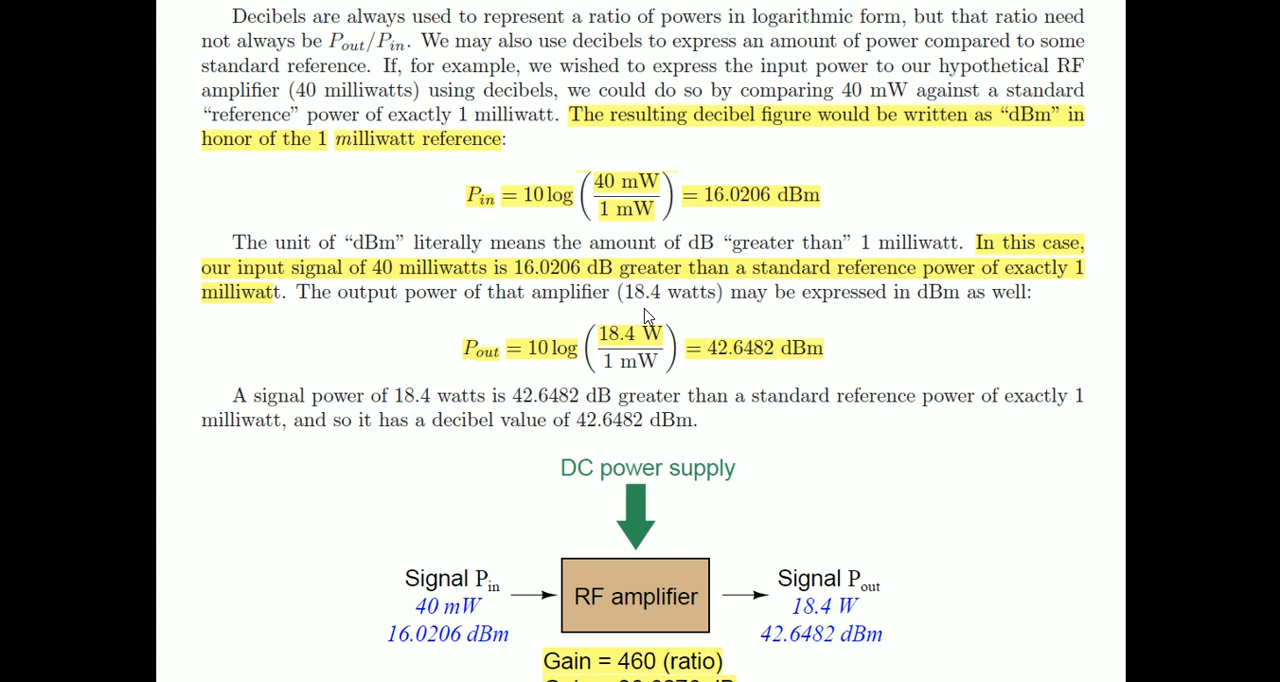 Decibels are always used to represent a ratio of powers in logarithmic form, but that ratio need
not always be Pout/Pin. We may also use decibels to express an amount of power compared to some
standard reference. If, for example, we wished to express the input power to our hypothetical RF
amplifier (40 milliwatts) using decibels, we could do so by comparing 40 mW against a standard
“reference” power of exactly 1 milliwatt. The resulting decibel figure would be written as “dBm” in
honor of the 1 milliwatt reference:
Pin = 10 log (40 mW / 1 mW) = 16.0206 dBm
The unit of “dBm” literally means the amount of dB “greater than” 1 milliwatt. In this case,
our input signal of 40 milliwatts is 16.0206 dB greater than a standard reference power of exactly 1
milliwatt. The output power of that amplifier (18.4 watts) may be expressed in dBm as well:
Pout = 10 log (18.4 W / 1 mW) = 42.6482 dBm
A signal power of 18.4 watts is 42.6482 dB greater than a standard reference power of exactly 1
milliwatt, and so it has a decibel value of 42.6482 dBm.
DC power supply
Signal Pin
40 mW
16.0206 dBm
RF amplifier
Signal Pout
18.4 W
42.6482 dBm
Gain = 460 (ratio)